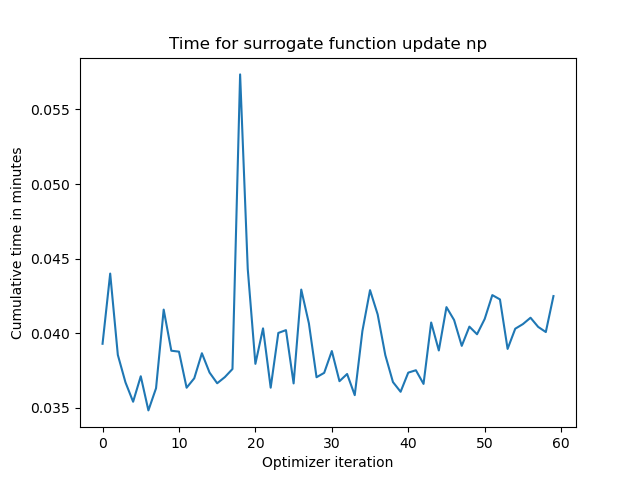 Time for surrogate function update np
Cumulative time in minutes
0.055
0.050
0.045
0.040
0.035
0 10 20 30 40 50 60
Optimizer iteration